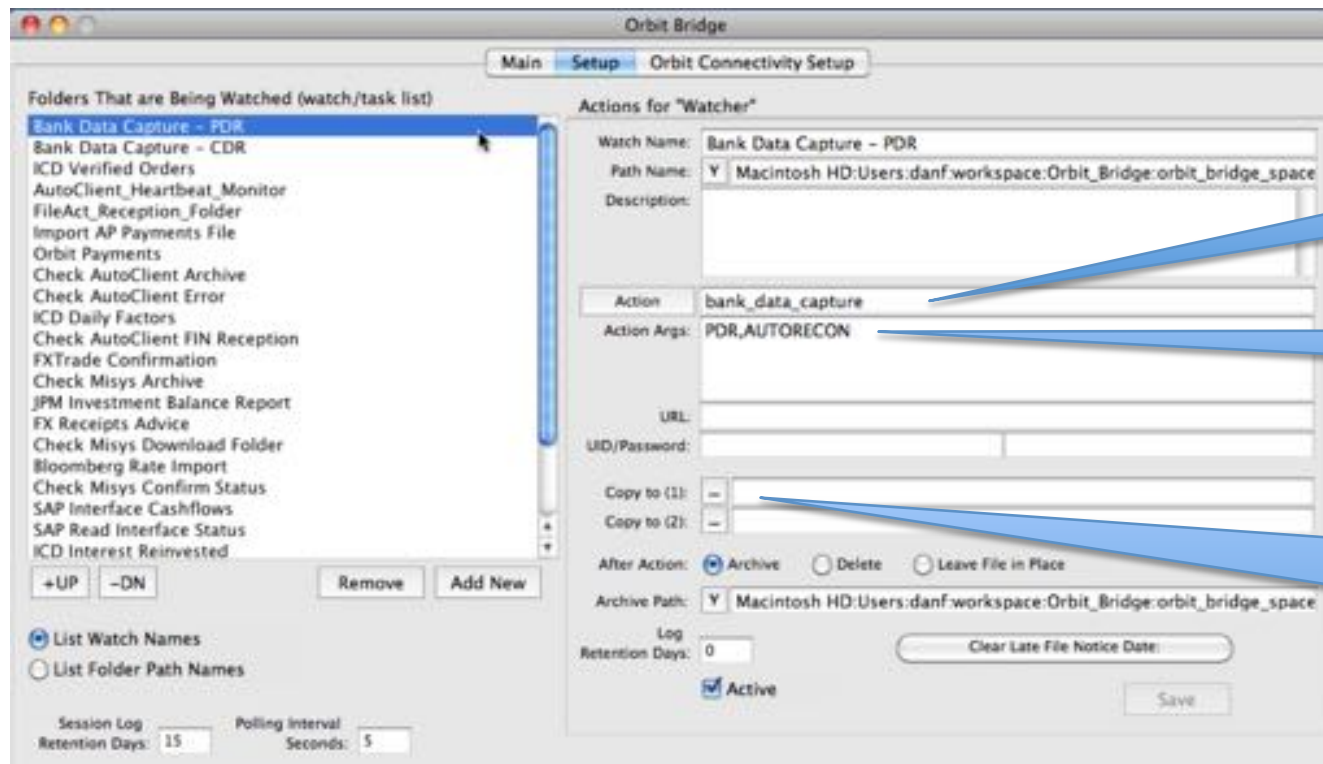 Orbit Bridge
Main Setup Orbit Connectivity Setup
Folders That are Being Watched (watch/task list)
Bank Data Capture - PDR
Bank Data Capture - CDR
ICD Verified Orders
AutoClient_Heartbeat_Monitor
FileAct_Reception_Folder
Import AP Payments File
Orbit Payments
Check AutoClient Archive
Check AutoClient Error
ICD Daily Factors
Check AutoClient FIN Reception
FXTrade Confirmation
Check Misys Archive
JPM Investment Balance Report
FX Receipts Advice
Check Misys Download Folder
Bloomberg Rate Import
Check Misys Confirm Status
SAP Interface Cashflows
SAP Read Interface Status
ICD Interest Reinvested
+UP -DN Remove Add New
List Watch Names
List Folder Path Names
Session Log Retention Days: 15
Polling Interval Seconds: 5
Actions for "Watcher"
Watch Name: Bank Data Capture - PDR
Path Name: Y Macintosh HD:Users:danf:workspace:Orbit_Bridge:orbit_bridge_space
Description:
Action bank_data_capture
Action Args: PDR,AUTORECON
URL:
UID/Password:
Copy to (1): -
Copy to (2): -
After Action: Archive Delete Leave File in Place
Archive Path: Y Macintosh HD:Users:danf:workspace:Orbit_Bridge:orbit_bridge_space
Log Retention Days: 0 Clear Late File Notice Date:
Active
Save